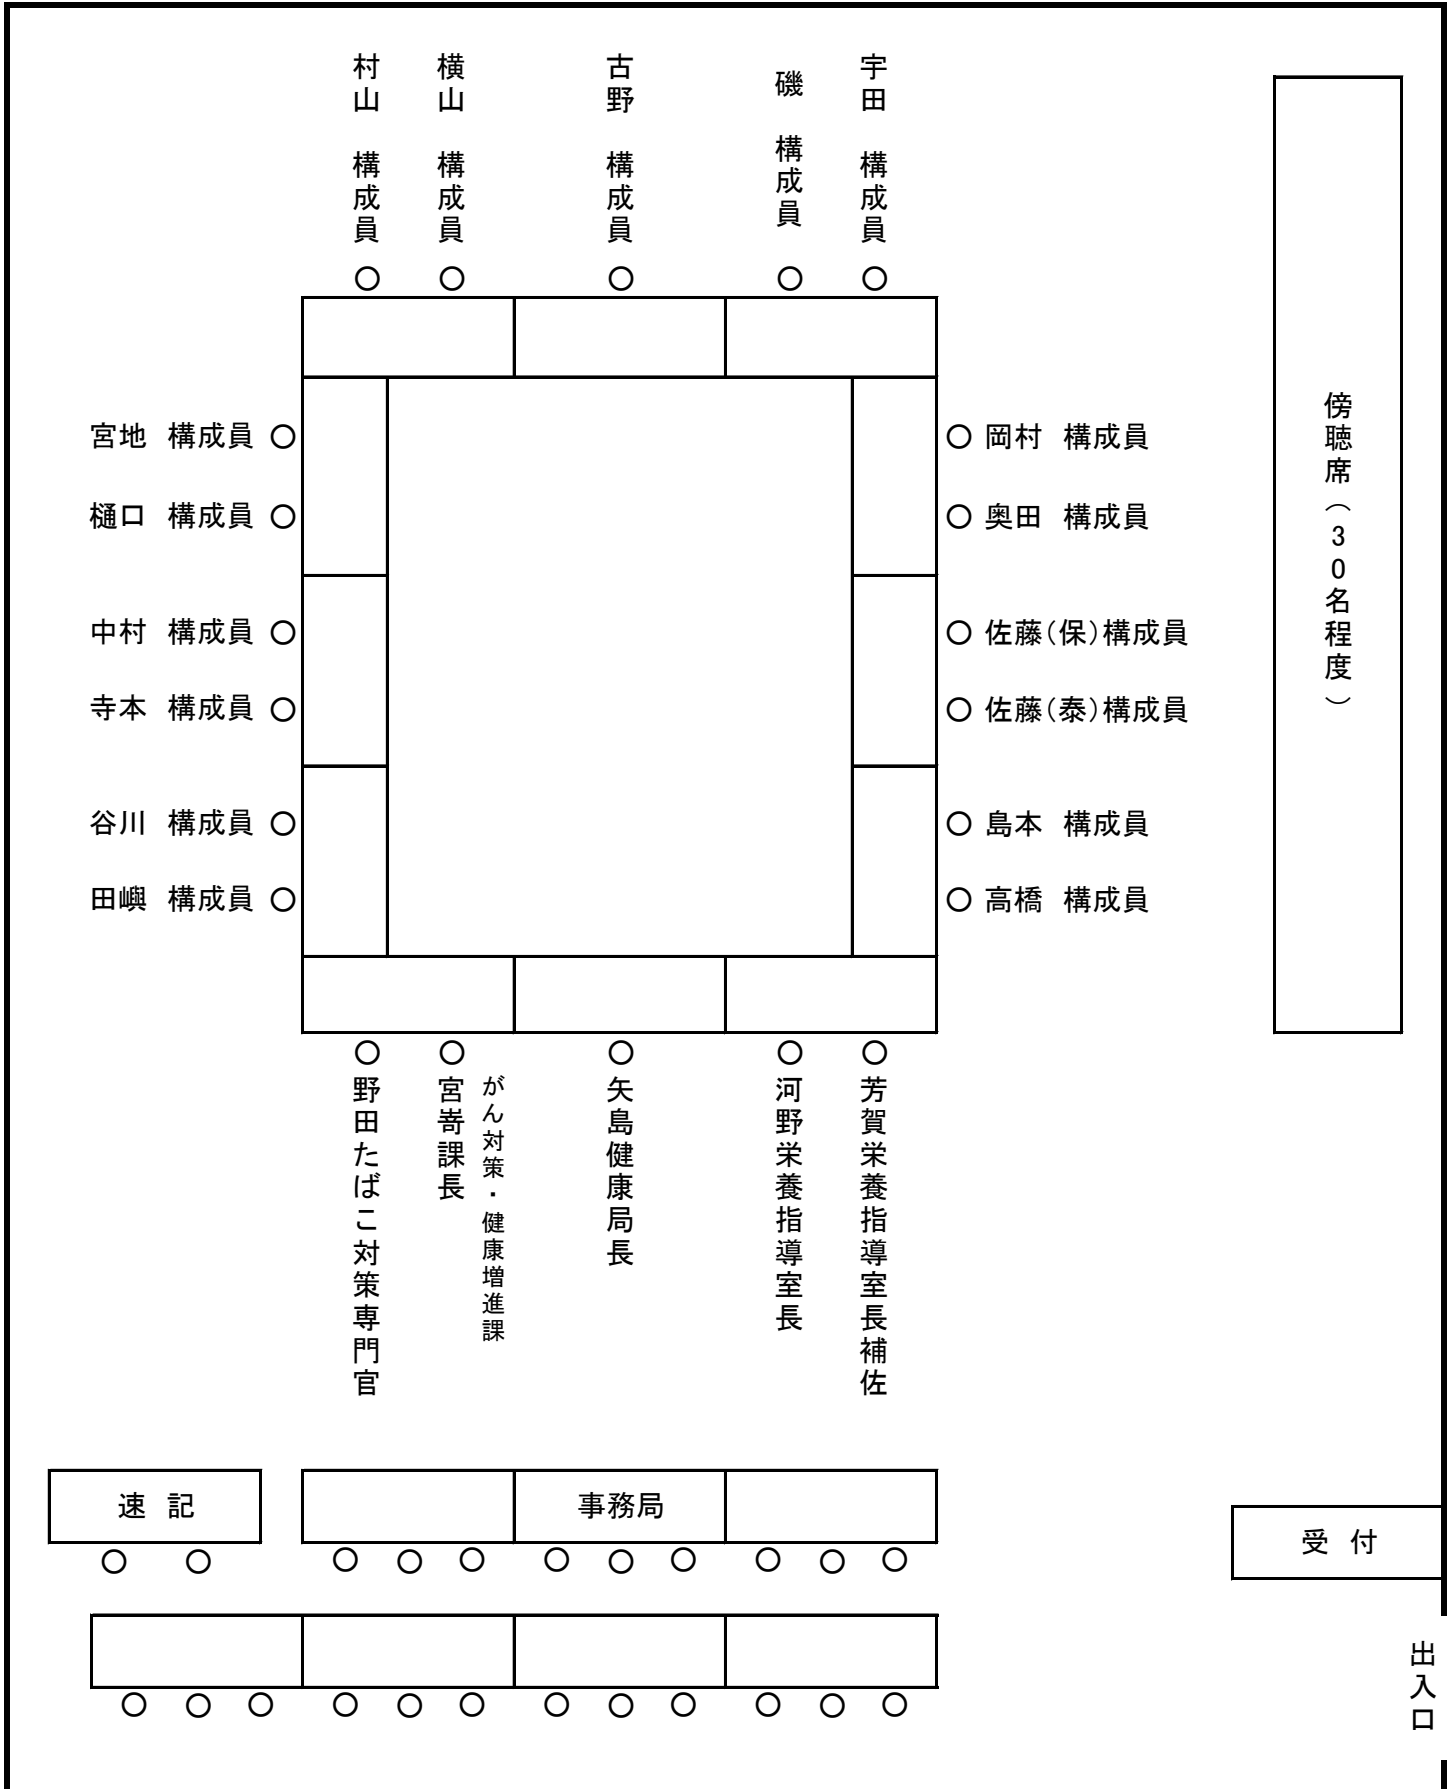 村山　構成員
横山　構成員
古野　構成員
磯　構成員
宇田　構成員
宮地　構成員
樋口　構成員
中村　構成員
寺本　構成員
谷川　構成員
田嶼　構成員
岡村　構成員
奥田　構成員
佐藤(保)構成員
佐藤(泰)構成員
島本　構成員
高橋　構成員
傍聴席(30名程度)
野田たばこ対策専門官
がん対策・健康増進課
宮嵜課長
矢島健康局長
河野栄養指導室長
芳賀栄養指導室長補佐
速　記
事務局
受　付
出入口